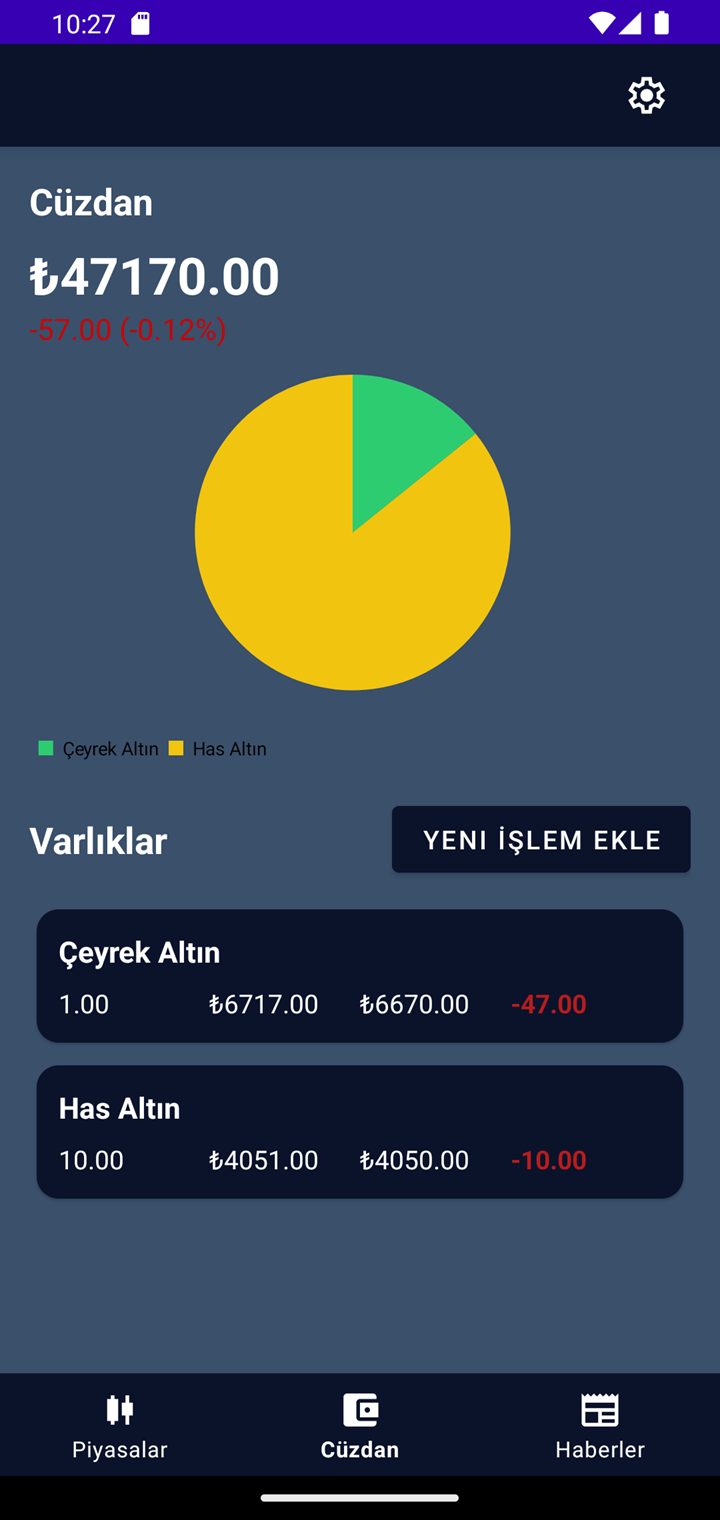 10:27
Cüzdan
₺47170.00
-57.00 (-0.12%)
Çeyrek Altın Has Altın
Varlıklar YENI İŞLEM EKLE
Çeyrek Altın
1.00 ₺6717.00 ₺6670.00 -47.00
Has Altın
10.00 ₺4051.00 ₺4050.00 -10.00
Piyasalar Cüzdan Haberler